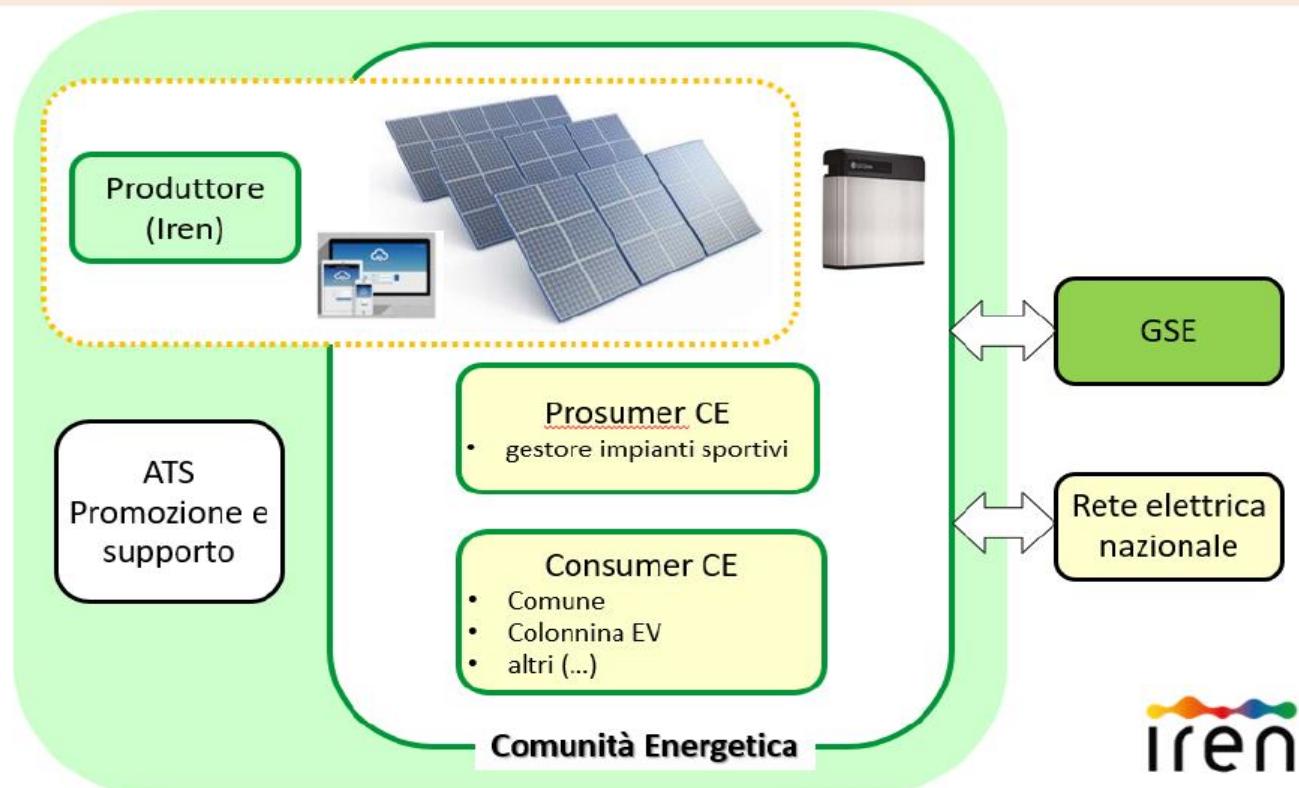 Produttore
(Iren)
GSE
Prosumer CE
• gestore impianti sportivi
ATS
Promozione e
supporto
Rete elettrica
nazionale
Consumer CE
• Comune
• Colonnina EV
• altri (...)
Comunità Energetica
iren